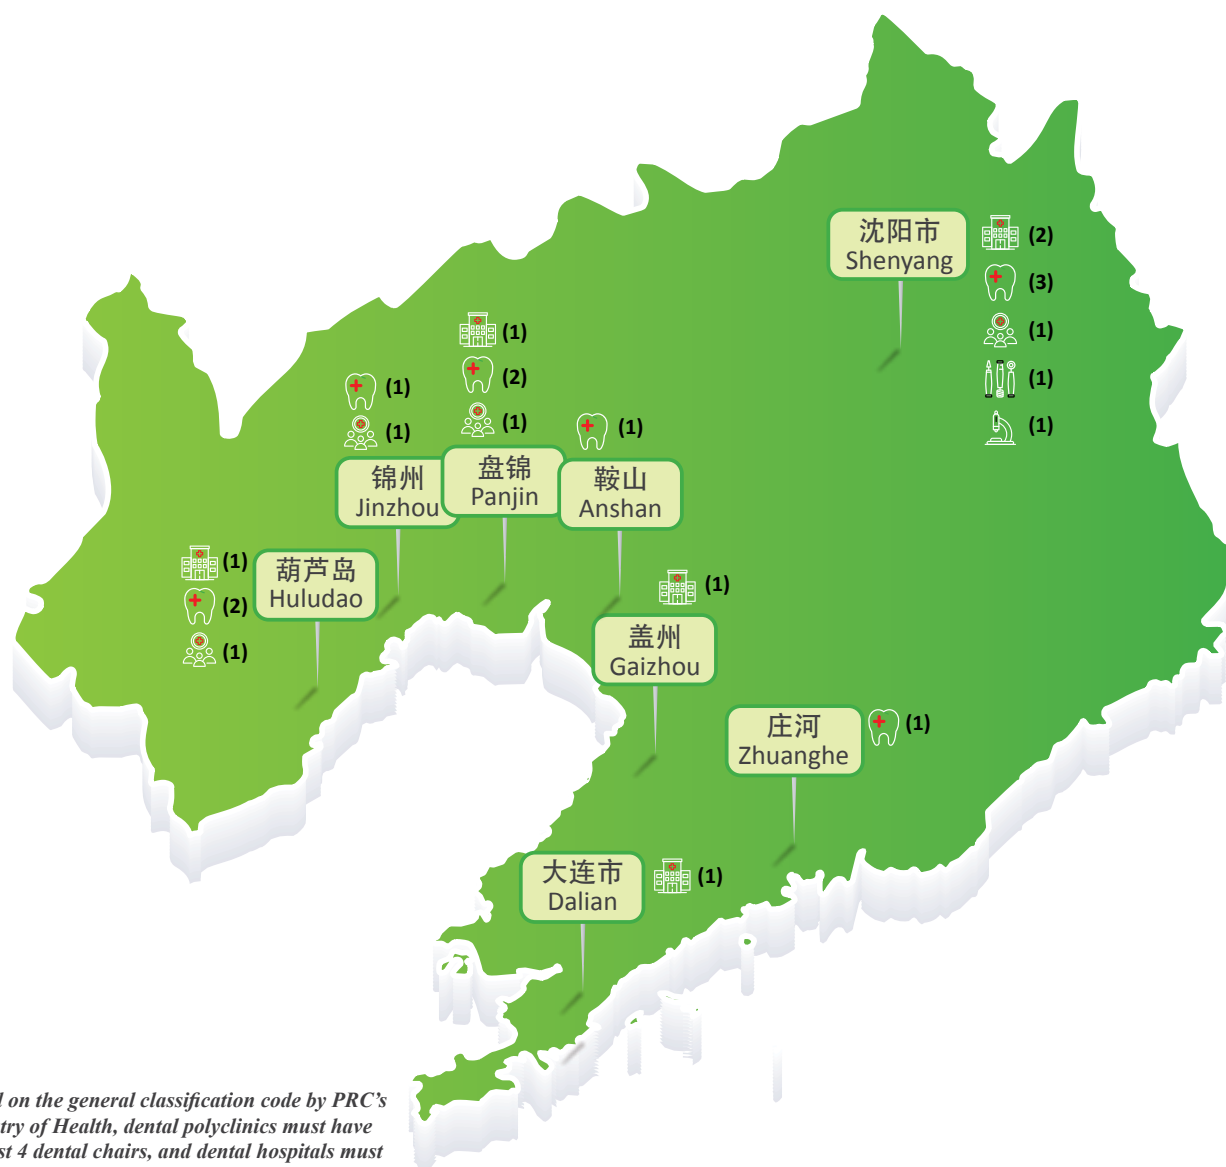 沈阳市
Shenyang
(2)
(3)
(1)
(1)
(1)
(1)
(2)
(1)
盘锦
Panjin
(1)
(1)
锦州
Jinzhou
(1)
鞍山
Anshan
(1)
(2)
(1)
葫芦岛
Huludao
(1)
盖州
Gaizhou
庄河
Zhuanghe
(1)
大连市
Dalian
(1)
on the general classification code by PRC's
try of Health, dental polyclinics must have
st 4 dental chairs, and dental hospitals must